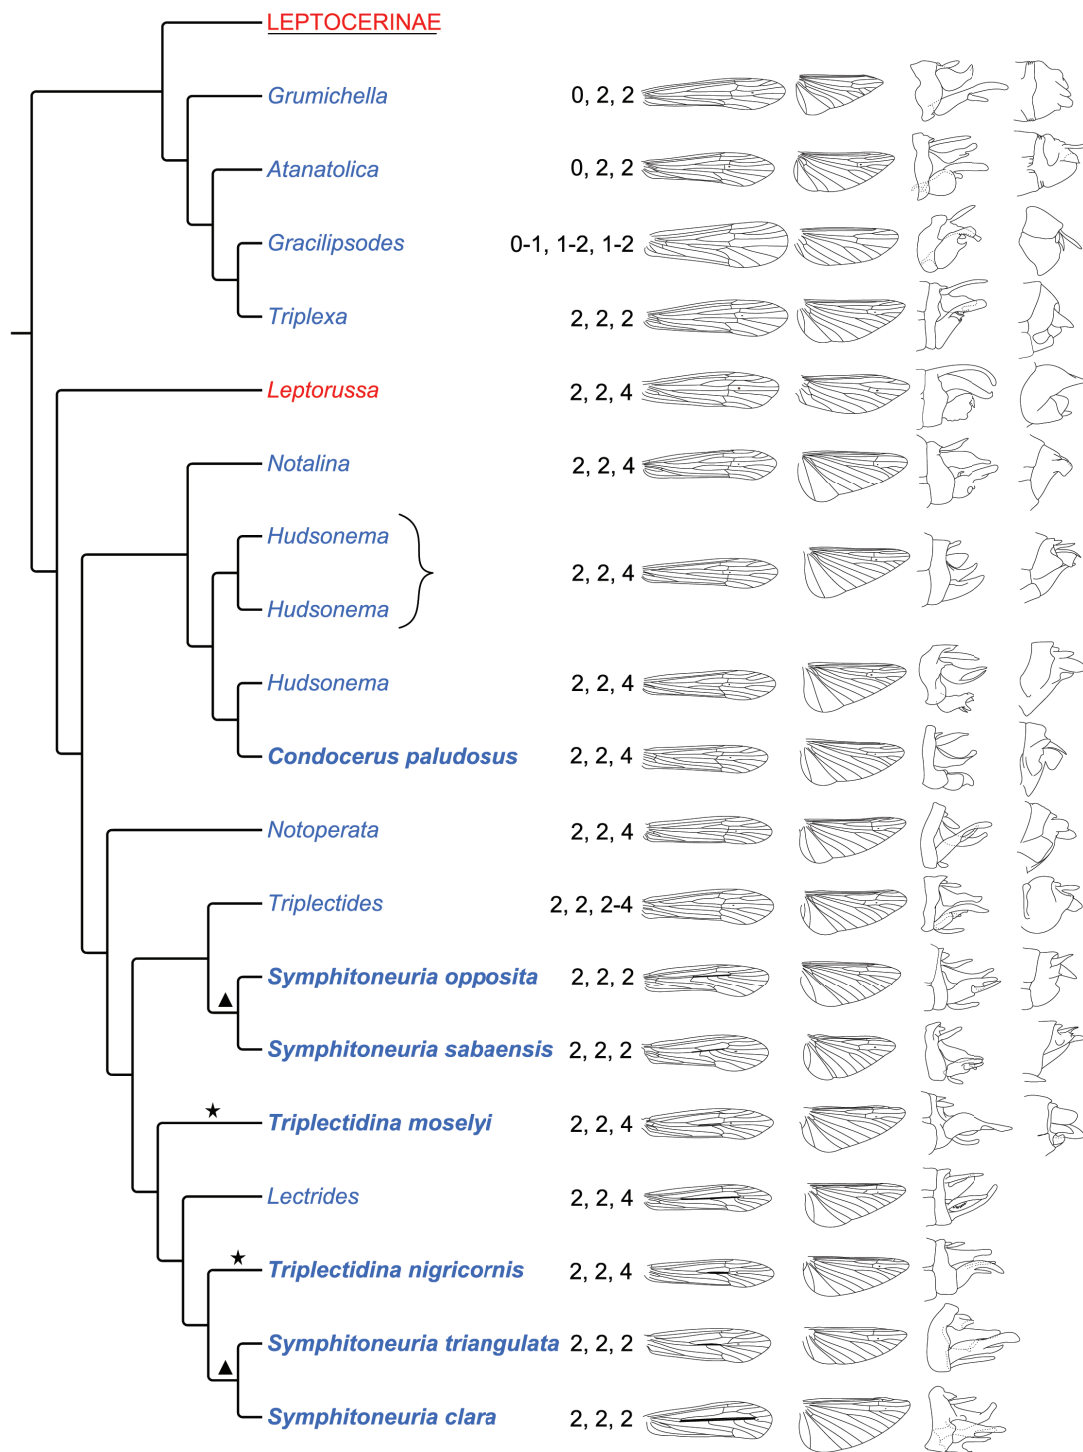 LEPTOCERINAE
Grumichella 0, 2, 2
Atanatolica 0, 2, 2
Gracilipsodes 0-1, 1-2, 1-2
Triplexa 2, 2, 2
Leptorussa 2, 2, 4
Notalina 2, 2, 4
Hudsonema
2, 2, 4
Hudsonema
Hudsonema 2, 2, 4
Condocerus paludosus 2, 2, 4
Notoperata 2, 2, 4
Triplectides 2, 2, 2-4
Symphitoneuria opposita 2, 2, 2
Symphitoneuria sabaensis 2, 2, 2
Triplectidina moselyi 2, 2, 4
Lectrides 2, 2, 4
Triplectidina nigricornis 2, 2, 4
Symphitoneuria triangulata 2, 2, 2
Symphitoneuria clara 2, 2, 2